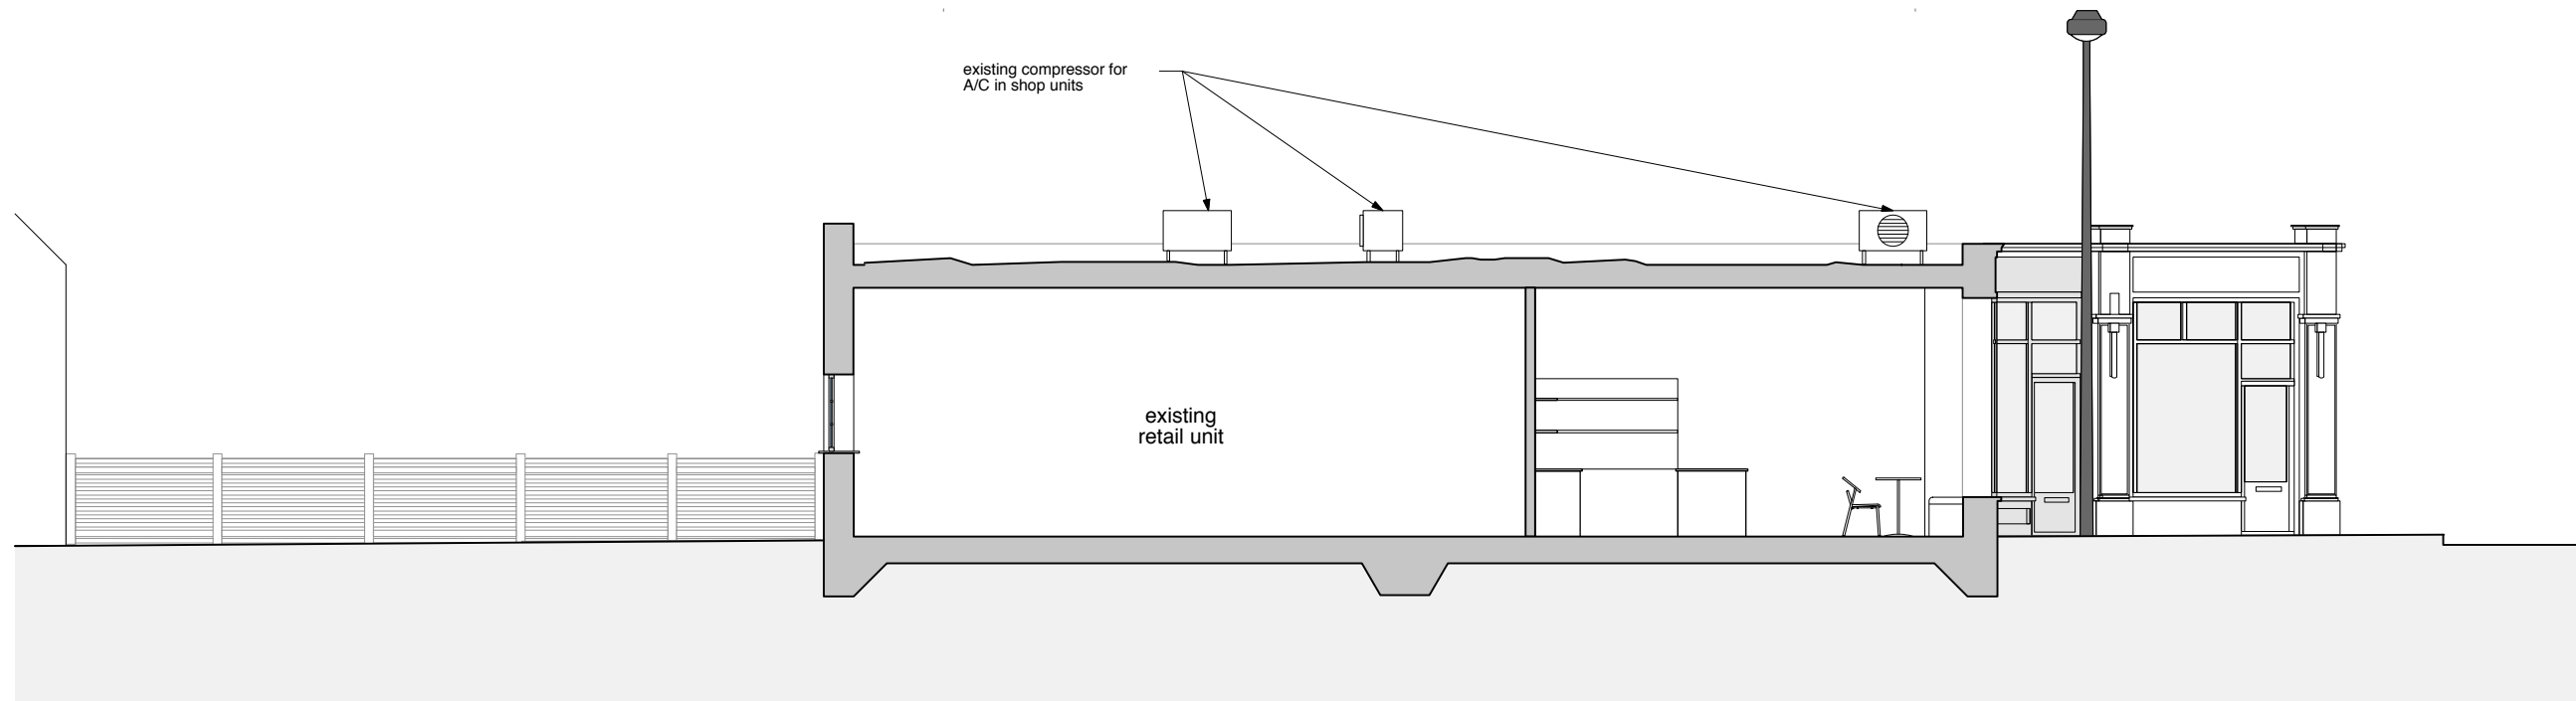 existing compressor for
A/C in shop units
existing
retail unit